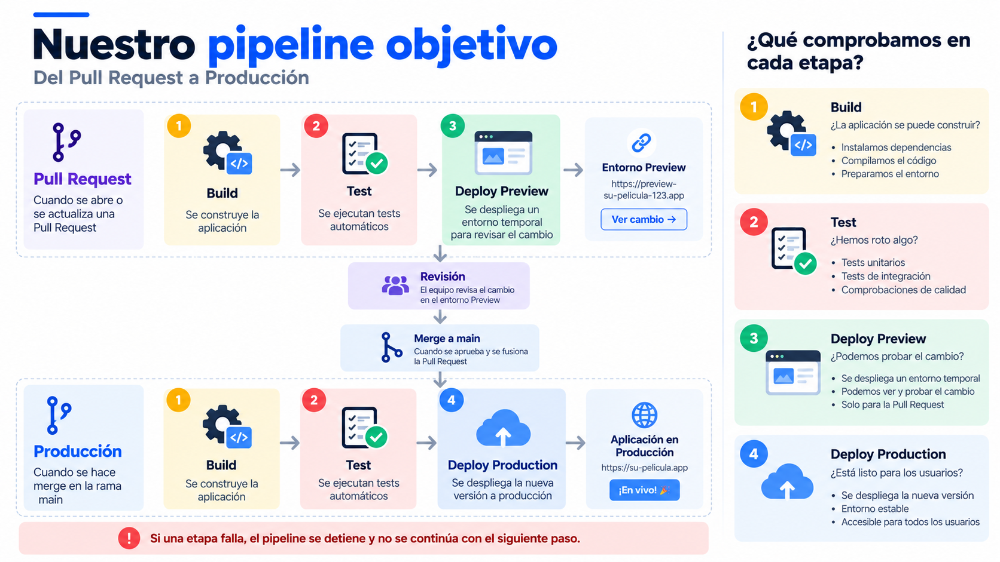 Nuestro pipeline objetivo
Del Pull Request a Producción
Pull Request
Cuando se abre o
se actualiza una
Pull Request
1
</>
Build
Se construye la
aplicación
2
Test
Se ejecutan tests
automáticos
3
Deploy Preview
Se despliega un
entorno temporal
para revisar el cambio
Entorno Preview
https://preview-
su-pelicula-123.app
Ver cambio →
Revisión
El equipo revisa el cambio
en el entorno Preview
Merge a main
Cuando se aprueba y se fusiona
la Pull Request
Producción
Cuando se hace
merge en la rama
main
1
</>
Build
Se construye la
aplicación
2
Test
Se ejecutan tests
automáticos
4
Deploy Production
Se despliega la nueva
versión a producción
Aplicación en
Producción
https://su-pelicula.app
¡En vivo! 🎉
! Si una etapa falla, el pipeline se detiene y no se continúa con el siguiente paso.
¿Qué comprobamos en
cada etapa?
1
</>
Build
¿La aplicación se puede construir?
• Instalamos dependencias
• Compilamos el código
• Preparamos el entorno
2
Test
¿Hemos roto algo?
• Tests unitarios
• Tests de integración
• Comprobaciones de calidad
3
Deploy Preview
¿Podemos probar el cambio?
• Se despliega un entorno temporal
• Podemos ver y probar el cambio
• Solo para la Pull Request
4
Deploy Production
¿Está listo para los usuarios?
• Se despliega la nueva versión
• Entorno estable
• Accesible para todos los usuarios